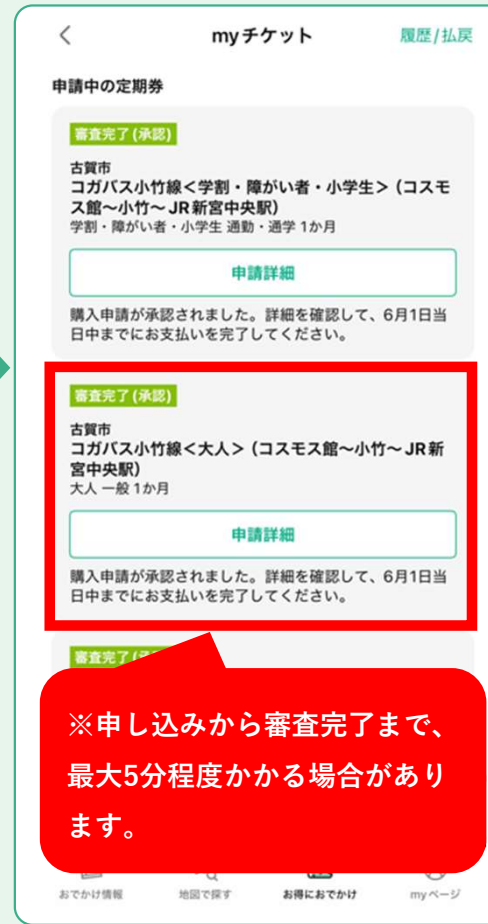 myチケット
履歴/払戻
申請中の定期券
審査完了(承認)
古賀市
コガバス小竹線<学割・障がい者・小学生>(コスモ
ス館〜小竹〜JR新宮中央駅)
学割・障がい者・小学生 通勤・通学 1か月
申請詳細
購入申請が承認されました。詳細を確認して、6月1日当
日中までにお支払いを完了してください。
審査完了(承認)
古賀市
コガバス小竹線<大人>(コスモス館〜小竹〜JR新
宮中央駅)
大人 一般 1か月
申請詳細
購入申請が承認されました。詳細を確認して、6月1日当
日中までにお支払いを完了してください。
審査完了
※申し込みから審査完了まで、
最大5分程度かかる場合があり
ます。
おでかけ情報
地図で探す
お得におでかけ
myページ